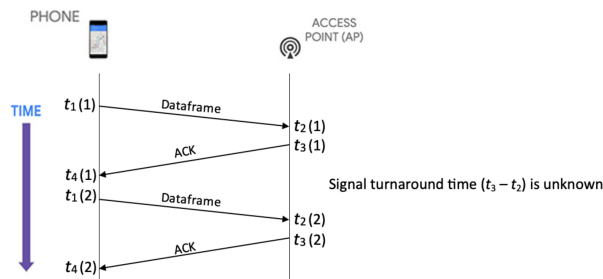 PHONE
ACCESS
POINT (AP)
TIME
t₁(1)
Dataframe
t₂(1)
ACK
t₃(1)
t₄(1)
Signal turnaround time (t₃ – t₂) is unknown
t₁(2)
Dataframe
t₂(2)
ACK
t₃(2)
t₄(2)